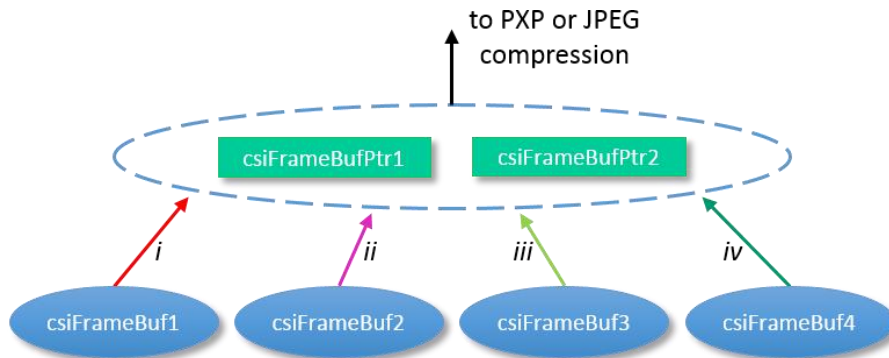 to PXP or JPEG
compression
csiFrameBufPtr1
csiFrameBufPtr2
i
ii
iii
iv
csiFrameBuf1
csiFrameBuf2
csiFrameBuf3
csiFrameBuf4